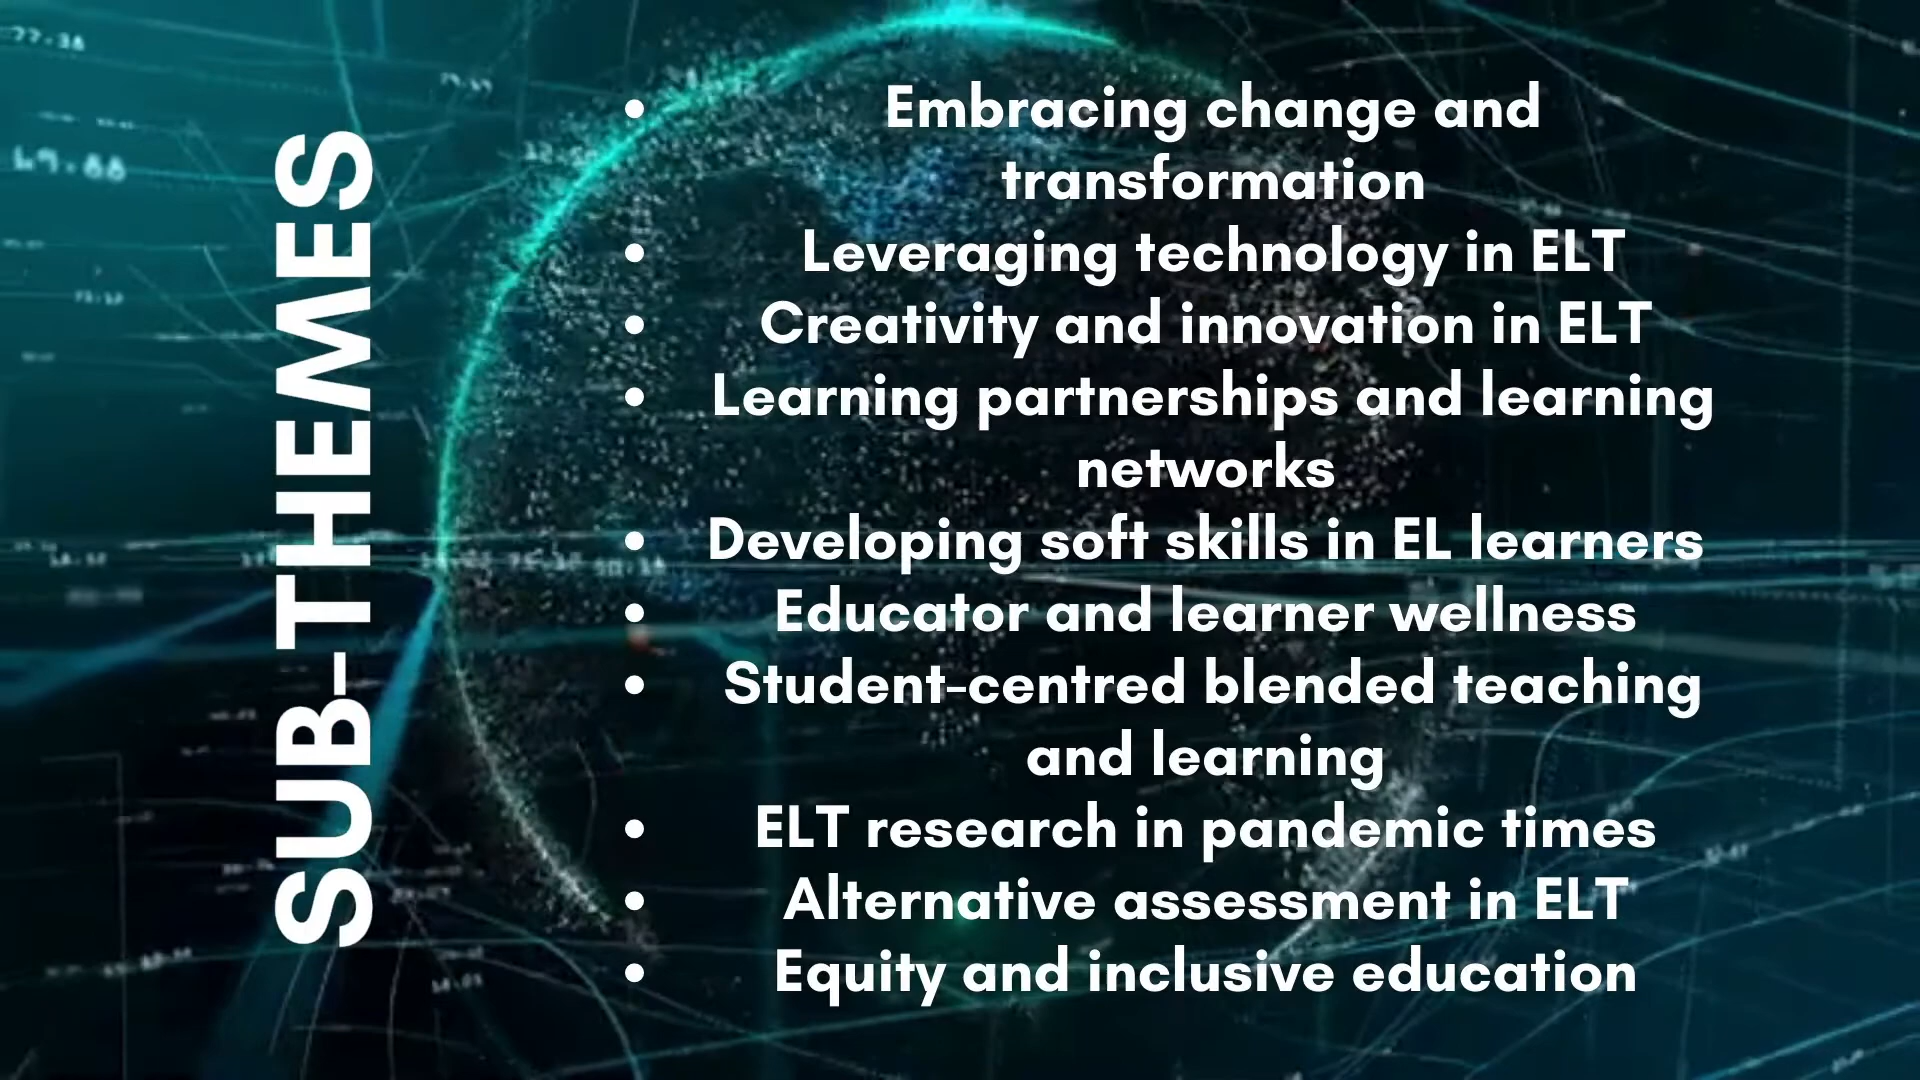 SUB-THEMES
• Embracing change and
transformation
• Leveraging technology in ELT
• Creativity and innovation in ELT
• Learning partnerships and learning
networks
• Developing soft skills in EL learners
• Educator and learner wellness
• Student-centred blended teaching
and learning
• ELT research in pandemic times
• Alternative assessment in ELT
• Equity and inclusive education